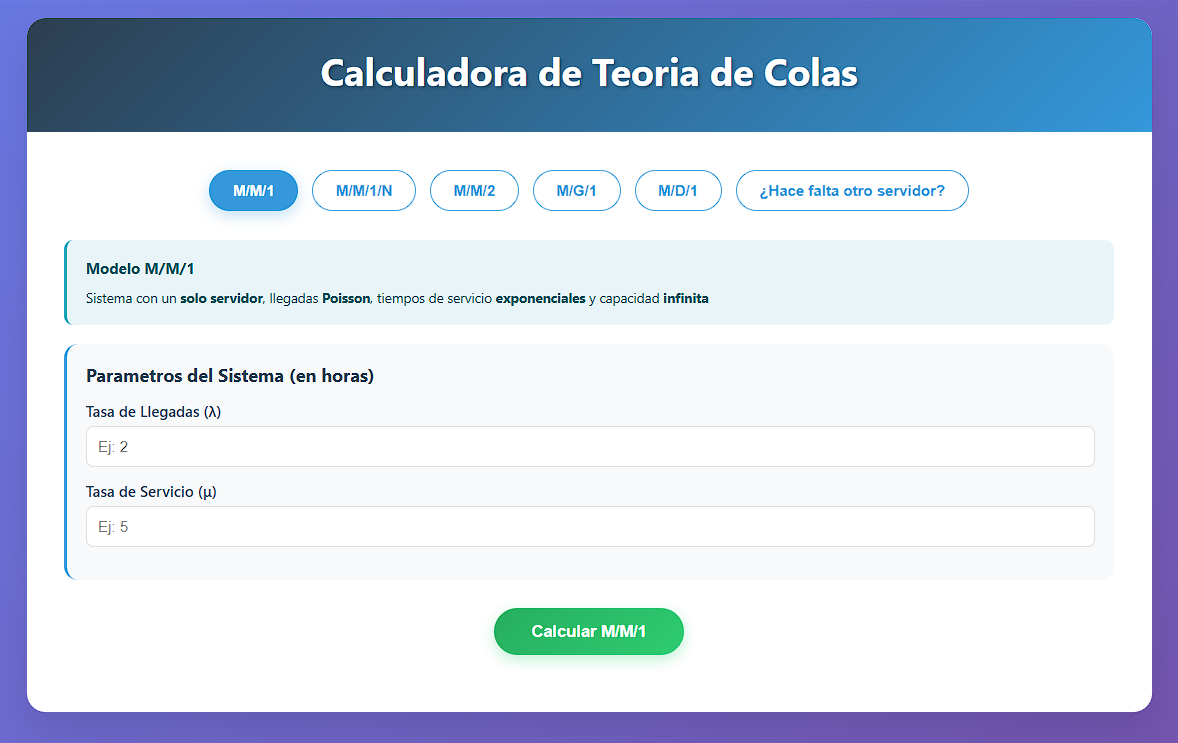 Calculadora de Teoria de Colas
M/M/1 M/M/1/N M/M/2 M/G/1 M/D/1 ¿Hace falta otro servidor?
Modelo M/M/1
Sistema con un solo servidor, llegadas Poisson, tiempos de servicio exponenciales y capacidad infinita
Parametros del Sistema (en horas)
Tasa de Llegadas (λ)
Ej: 2
Tasa de Servicio (μ)
Ej: 5
Calcular M/M/1